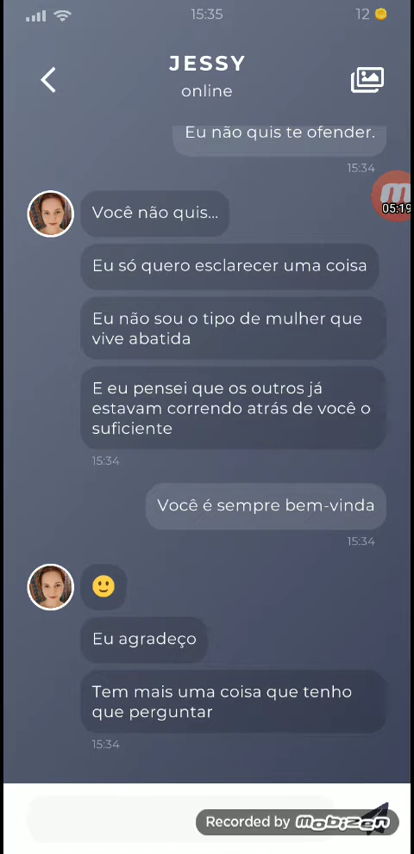 15:35
12
JESSY
online
Eu não quis te ofender.
15:34
05:19
Você não quis...
Eu só quero esclarecer uma coisa
Eu não sou o tipo de mulher que
vive abatida
E eu pensei que os outros já
estavam correndo atrás de você o
suficiente
15:34
Você é sempre bem-vinda
15:34
Eu agradeço
Tem mais uma coisa que tenho
que perguntar
15:34
Recorded by mobizen